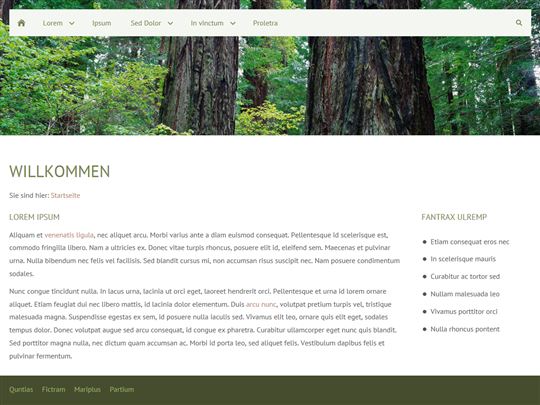 Lorem Ipsum Sed Dolor In vinctum Proletra
WILLKOMMEN
Sie sind hier: Startseite
LOREM IPSUM
Aliquam et venenatis ligula, nec aliquet arcu. Morbi varius ante a diam euismod consequat. Pellentesque id scelerisque est,
commodo fringilla libero. Nam a ultricies ex. Donec vitae turpis rhoncus, posuere elit id, eleifend sem. Maecenas et pulvinar
urna. Nulla bibendum nec felis vel facilisis. Sed blandit cursus mi, non accumsan risus suscipit nec. Nam posuere condimentum
sodales.
Nunc congue tincidunt nulla. In lacus urna, lacinia ut orci eget, laoreet hendrerit orci. Pellentesque et urna id lorem ornare
aliquet. Etiam feugiat dui nec libero mattis, id lacinia dolor elementum. Duis arcu nunc, volutpat pretium turpis vel, tristique
malesuada magna. Suspendisse egestas ex sem, id posuere nulla iaculis sed. Vivamus elit leo, ornare quis elit eget, sodales
tempus dolor. Donec volutpat augue sed arcu consequat, id congue ex pharetra. Curabitur ullamcorper eget nunc quis blandit.
Sed porttitor magna nulla, nec dictum quam accumsan ac. Morbi id porta leo, sed aliquet felis. Vestibulum dapibus felis et
pulvinar fermentum.
FANTRAX ULREMP
Etiam consequat eros nec
In scelerisque mauris
Curabitur ac tortor sed
Nullam malesuada leo
Vivamus porttitor orci
Nulla rhoncus pontent
Quntias Fictram Mariplus Partium